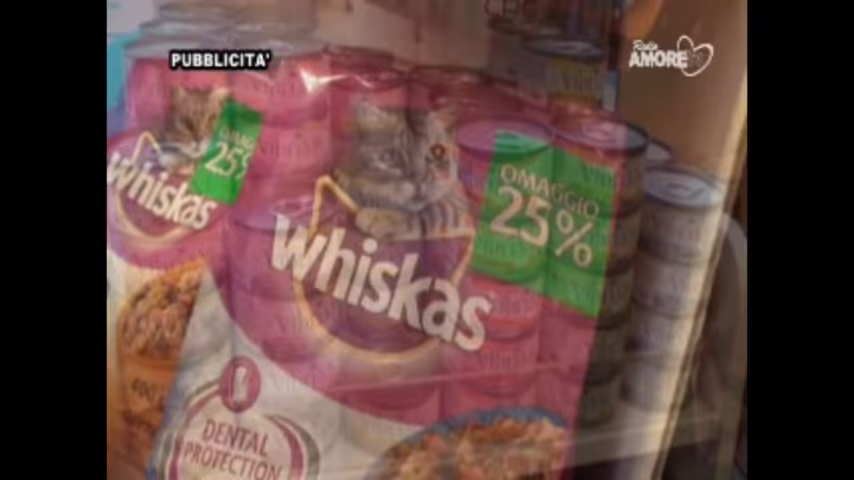 PUBBLICITA'
Radio
AMORE
25%
whiskas
OMAGGIO
25%
whiskas
DENTAL
PROTECTION